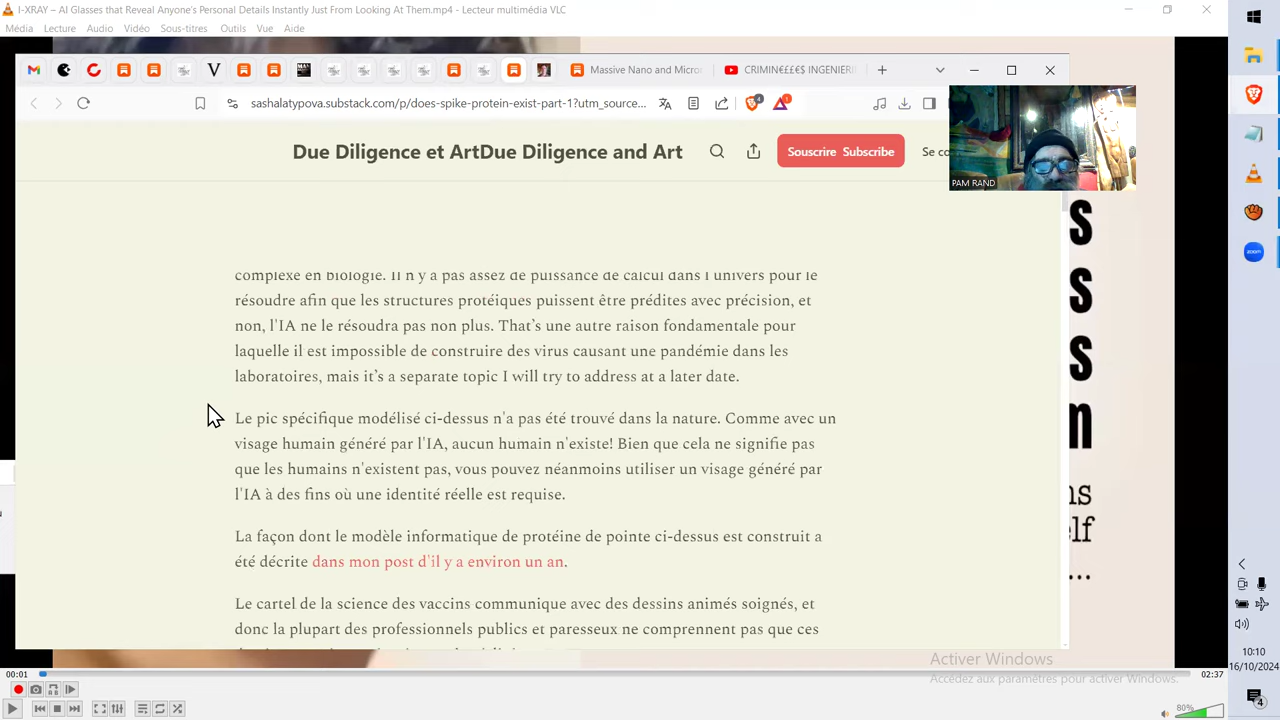 I-XRAY – AI Glasses that Reveal Anyone's Personal Details Instantly Just From Looking At Them.mp4 - Lecteur multimédia VLC
Média Lecture Audio Vidéo Sous-titres Outils Vue Aide
Massive Nano and Micro
CRIMIN€££€$ INGENIERI
sashalatypova.substack.com/p/does-spike-protein-exist-part-1?utm_source...
4
1
Due Diligence et ArtDue Diligence and Art
Souscrire Subscribe
Se co
PAM RAND
complexe en biologie. Il n'y a pas assez de puissance de calcul dans l'univers pour le
résoudre afin que les structures protéiques puissent être prédites avec précision, et
non, l'IA ne le résoudra pas non plus. That's une autre raison fondamentale pour
laquelle il est impossible de construire des virus causant une pandémie dans les
laboratoires, mais it's a separate topic I will try to address at a later date.
Le pic spécifique modélisé ci-dessus n'a pas été trouvé dans la nature. Comme avec un
visage humain généré par l'IA, aucun humain n'existe! Bien que cela ne signifie pas
que les humains n'existent pas, vous pouvez néanmoins utiliser un visage généré par
l'IA à des fins où une identité réelle est requise.
La façon dont le modèle informatique de protéine de pointe ci-dessus est construit a
été décrite dans mon post d'il y a environ un an.
Le cartel de la science des vaccins communique avec des dessins animés soignés, et
donc la plupart des professionnels publics et paresseux ne comprennent pas que ces
s
s
s
n
ns
elf
...
Activer Windows
Accédez aux paramètres pour activer Windows.
00:01
02:37
80%
zoom
10:10
16/10/2024
4